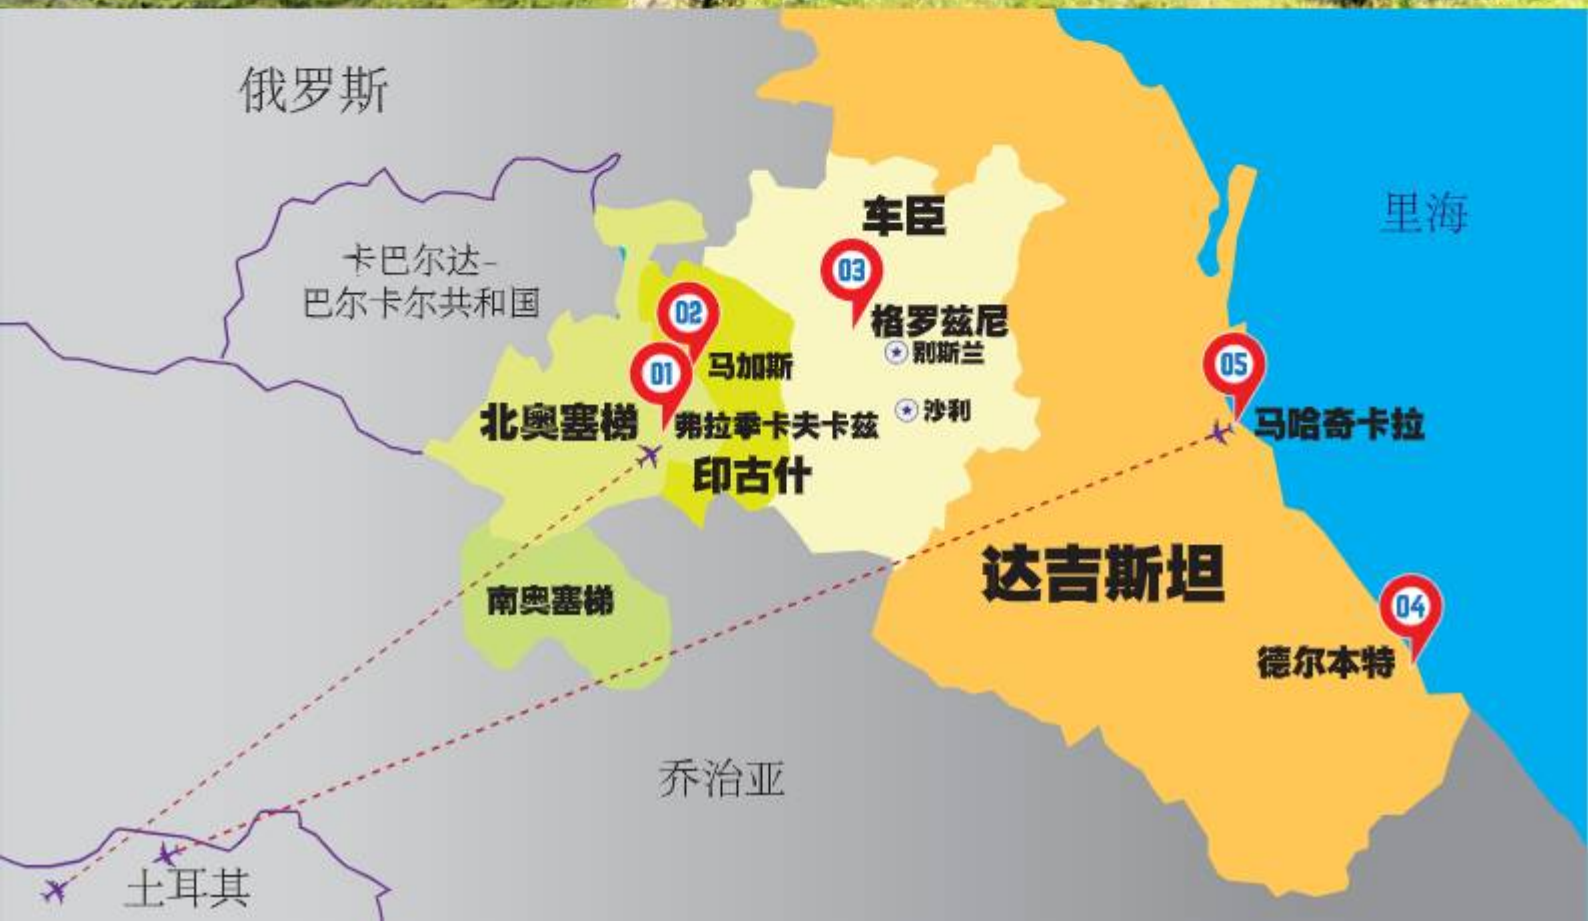 俄罗斯
里海
车臣
卡巴尔达-
巴尔卡尔共和国
03
02
格罗兹尼
别斯兰
马加斯
01
05
沙利
北奥塞梯
弗拉季卡夫卡兹
马哈奇卡拉
印古什
达吉斯坦
南奥塞梯
04
德尔本特
乔治亚
土耳其